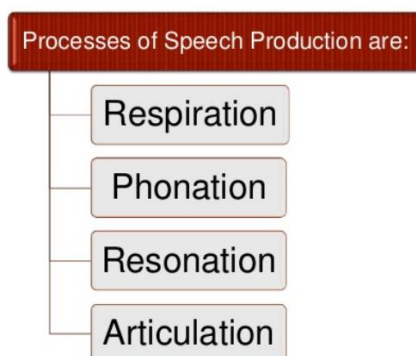 Processes of Speech Production are:
Respiration
Phonation
Resonation
Articulation